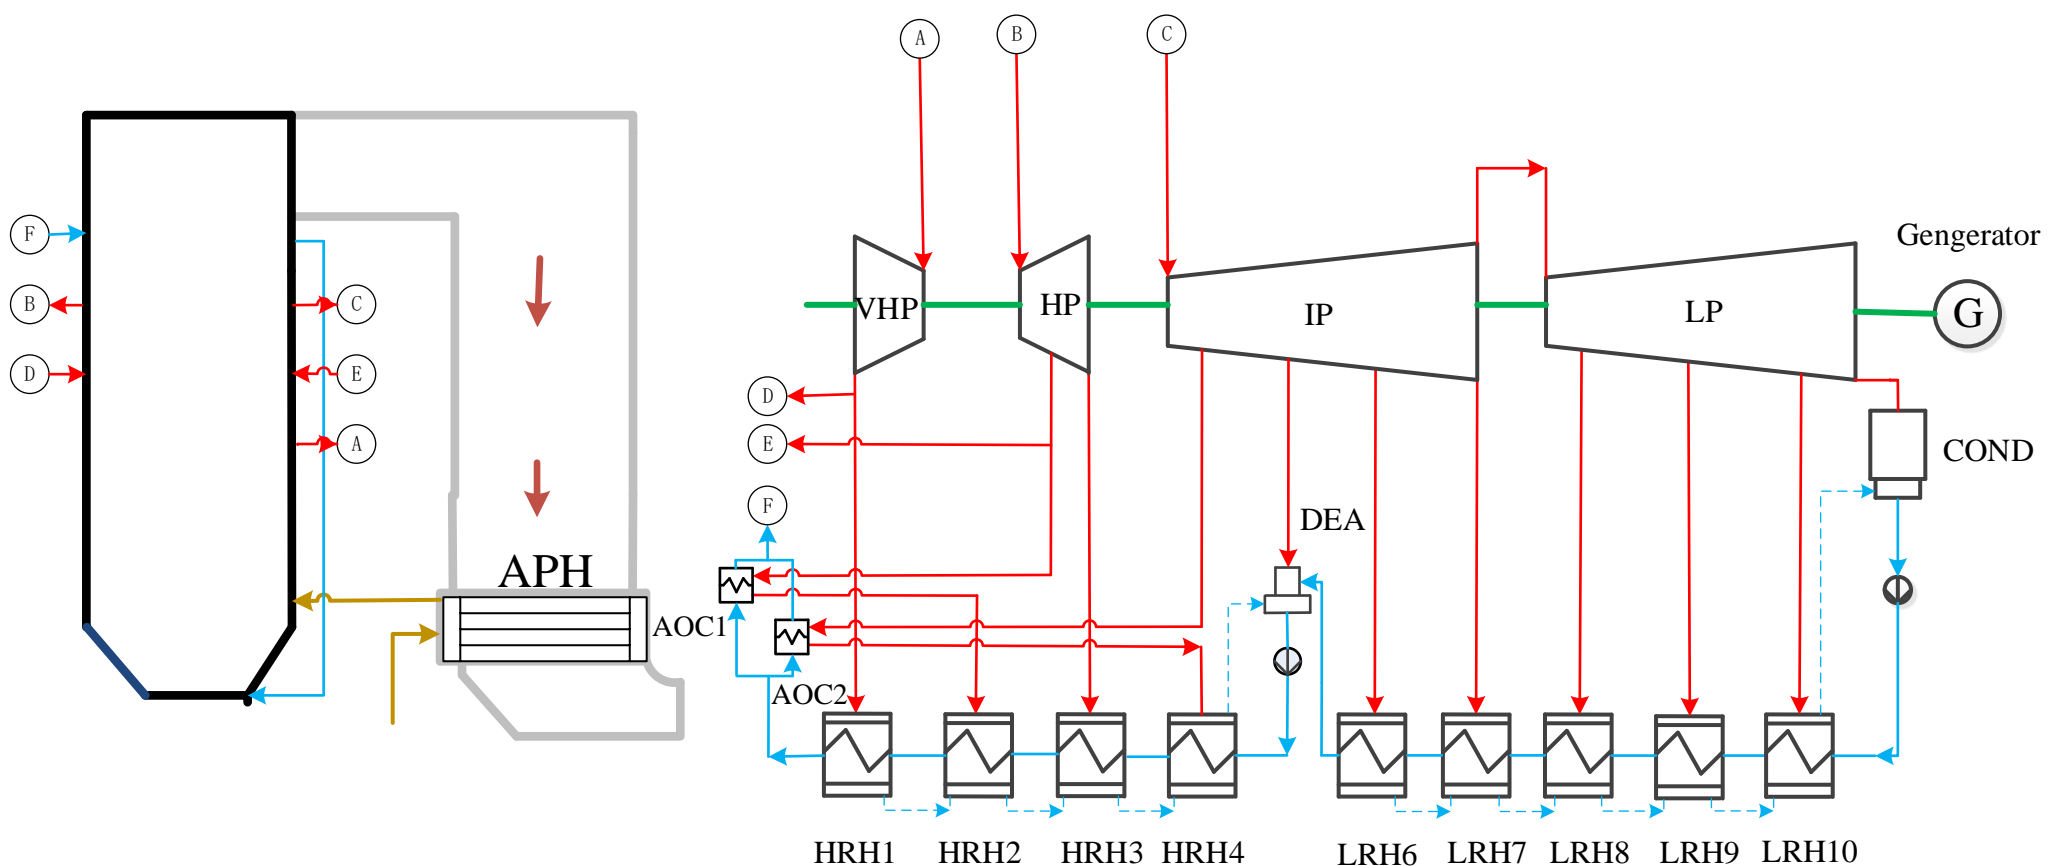 A
B
C
F
B
C
D
E
A
VHP
HP
IP
LP
Gengerator
G
D
E
F
COND
DEA
APH
AOC1
AOC2
HRH1
HRH2
HRH3
HRH4
LRH6
LRH7
LRH8
LRH9
LRH10